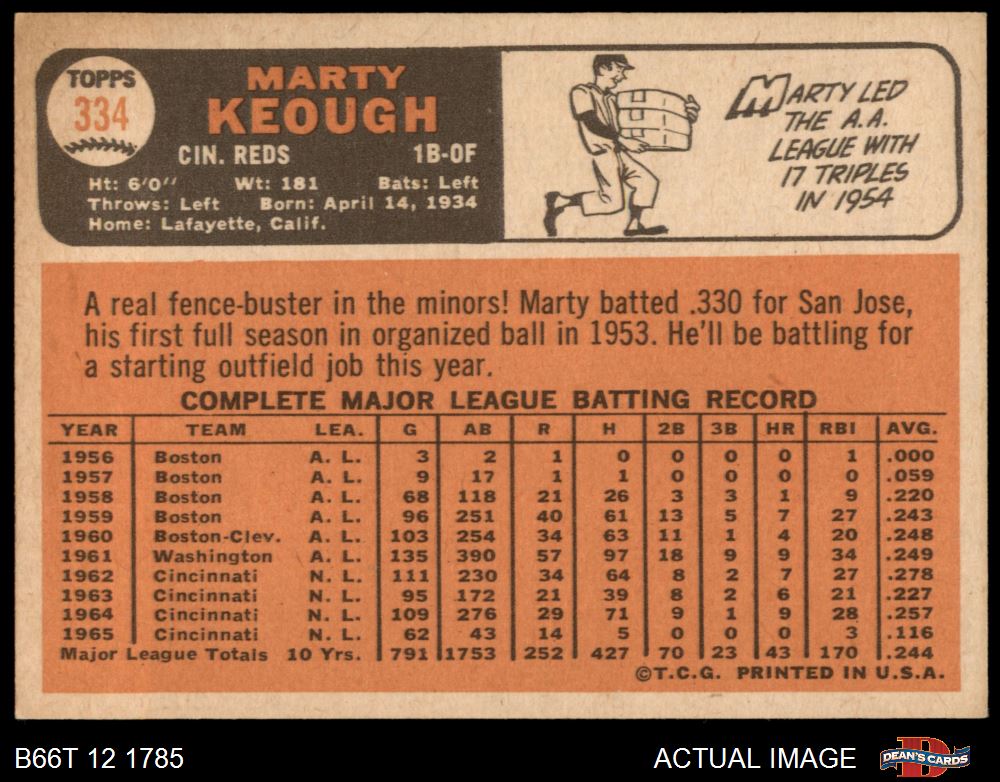 TOPPS
334
MARTY
KEOUGH
CIN. REDS 1B-OF
Ht: 6'0" Wt: 181 Bats: Left
Throws: Left Born: April 14, 1934
Home: Lafayette, Calif.
MARTY LED
THE A.A.
LEAGUE WITH
17 TRIPLES
IN 1954
A real fence-buster in the minors! Marty batted .330 for San Jose,
his first full season in organized ball in 1953. He'll be battling for
a starting outfield job this year.
COMPLETE MAJOR LEAGUE BATTING RECORD
YEAR TEAM LEA. G AB R H 2B 3B HR RBI AVG.
1956 Boston A. L. 3 2 1 0 0 0 0 1 .000
1957 Boston A. L. 9 17 1 1 0 0 0 0 .059
1958 Boston A. L. 68 118 21 26 3 3 1 9 .220
1959 Boston A. L. 96 251 40 61 13 5 7 27 .243
1960 Boston-Clev. A. L. 103 254 34 63 11 1 4 20 .248
1961 Washington A. L. 135 390 57 97 18 9 9 34 .249
1962 Cincinnati N. L. 111 230 34 64 8 2 7 27 .278
1963 Cincinnati N. L. 95 172 21 39 8 2 6 21 .227
1964 Cincinnati N. L. 109 276 29 71 9 1 9 28 .257
1965 Cincinnati N. L. 62 43 14 5 0 0 0 3 .116
Major League Totals 10 Yrs. 791 1753 252 427 70 23 43 170 .244
©T.C.G. PRINTED IN U.S.A.
B66T 12 1785 ACTUAL IMAGE DEAN'S CARDS